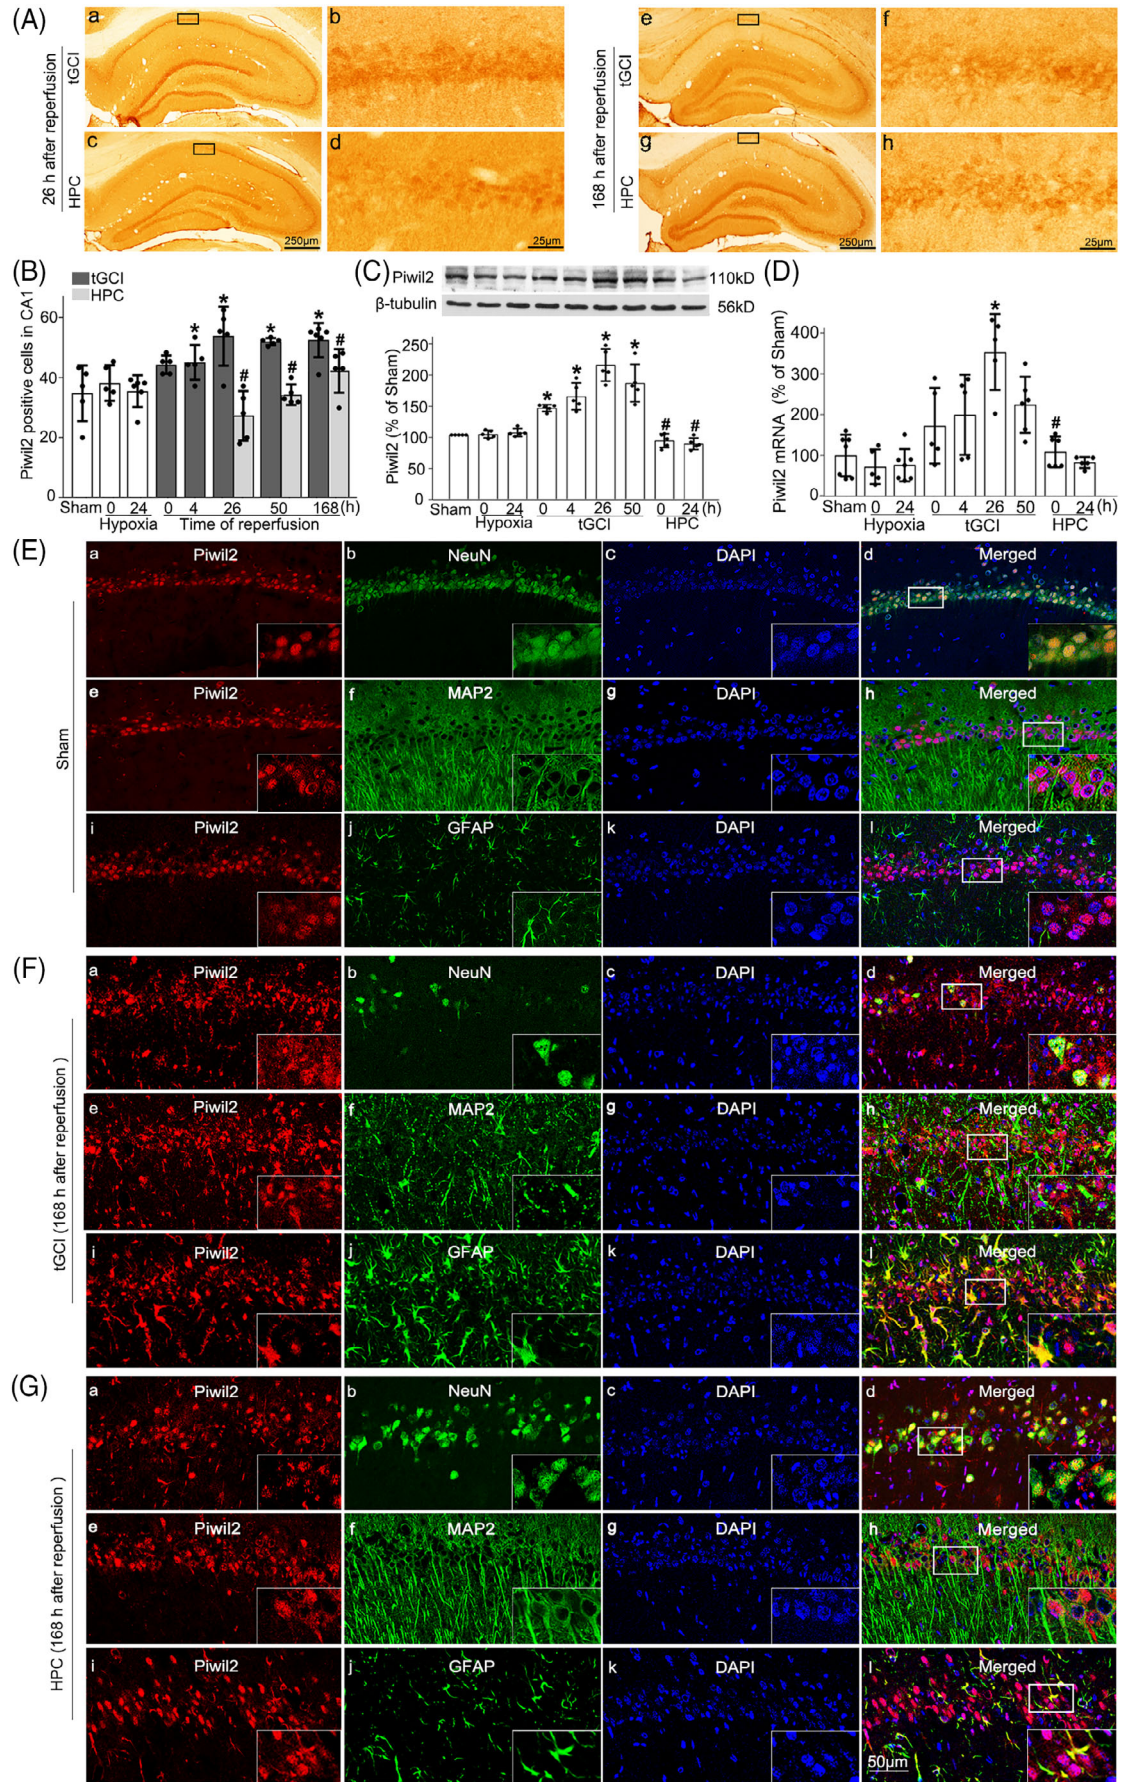 (A)
a
b
e
f
26 h after reperfusion
tGCI
HPC
168 h after reperfusion
tGCI
HPC
c
d
g
h
250μm
25μm
250μm
25μm
(B)
tGCI
HPC
Piwil2 positive cells in CA1
60
40
20
0
* * * *
# # #
Sham 0 24 0 4 26 50 168 (h)
Hypoxia Time of reperfusion
(C)
Piwil2 110kD
β-tubulin 56kD
Piwil2 (% of Sham)
250
200
150
100
50
0
* * * *
# #
Sham 0 24 0 4 26 50 0 24 (h)
Hypoxia tGCI HPC
(D)
Piwil2 mRNA (% of Sham)
400
300
200
100
0
*
#
Sham 0 24 0 4 26 50 0 24 (h)
Hypoxia tGCI HPC
(E)
Sham
a Piwil2 b NeuN c DAPI d Merged
e Piwil2 f MAP2 g DAPI h Merged
i Piwil2 j GFAP k DAPI l Merged
(F)
tGCI (168 h after reperfusion )
a Piwil2 b NeuN c DAPI d Merged
e Piwil2 f MAP2 g DAPI h Merged
i Piwil2 j GFAP k DAPI l Merged
(G)
HPC (168 h after reperfusion )
a Piwil2 b NeuN c DAPI d Merged
e Piwil2 f MAP2 g DAPI h Merged
i Piwil2 j GFAP k DAPI l Merged
50μm